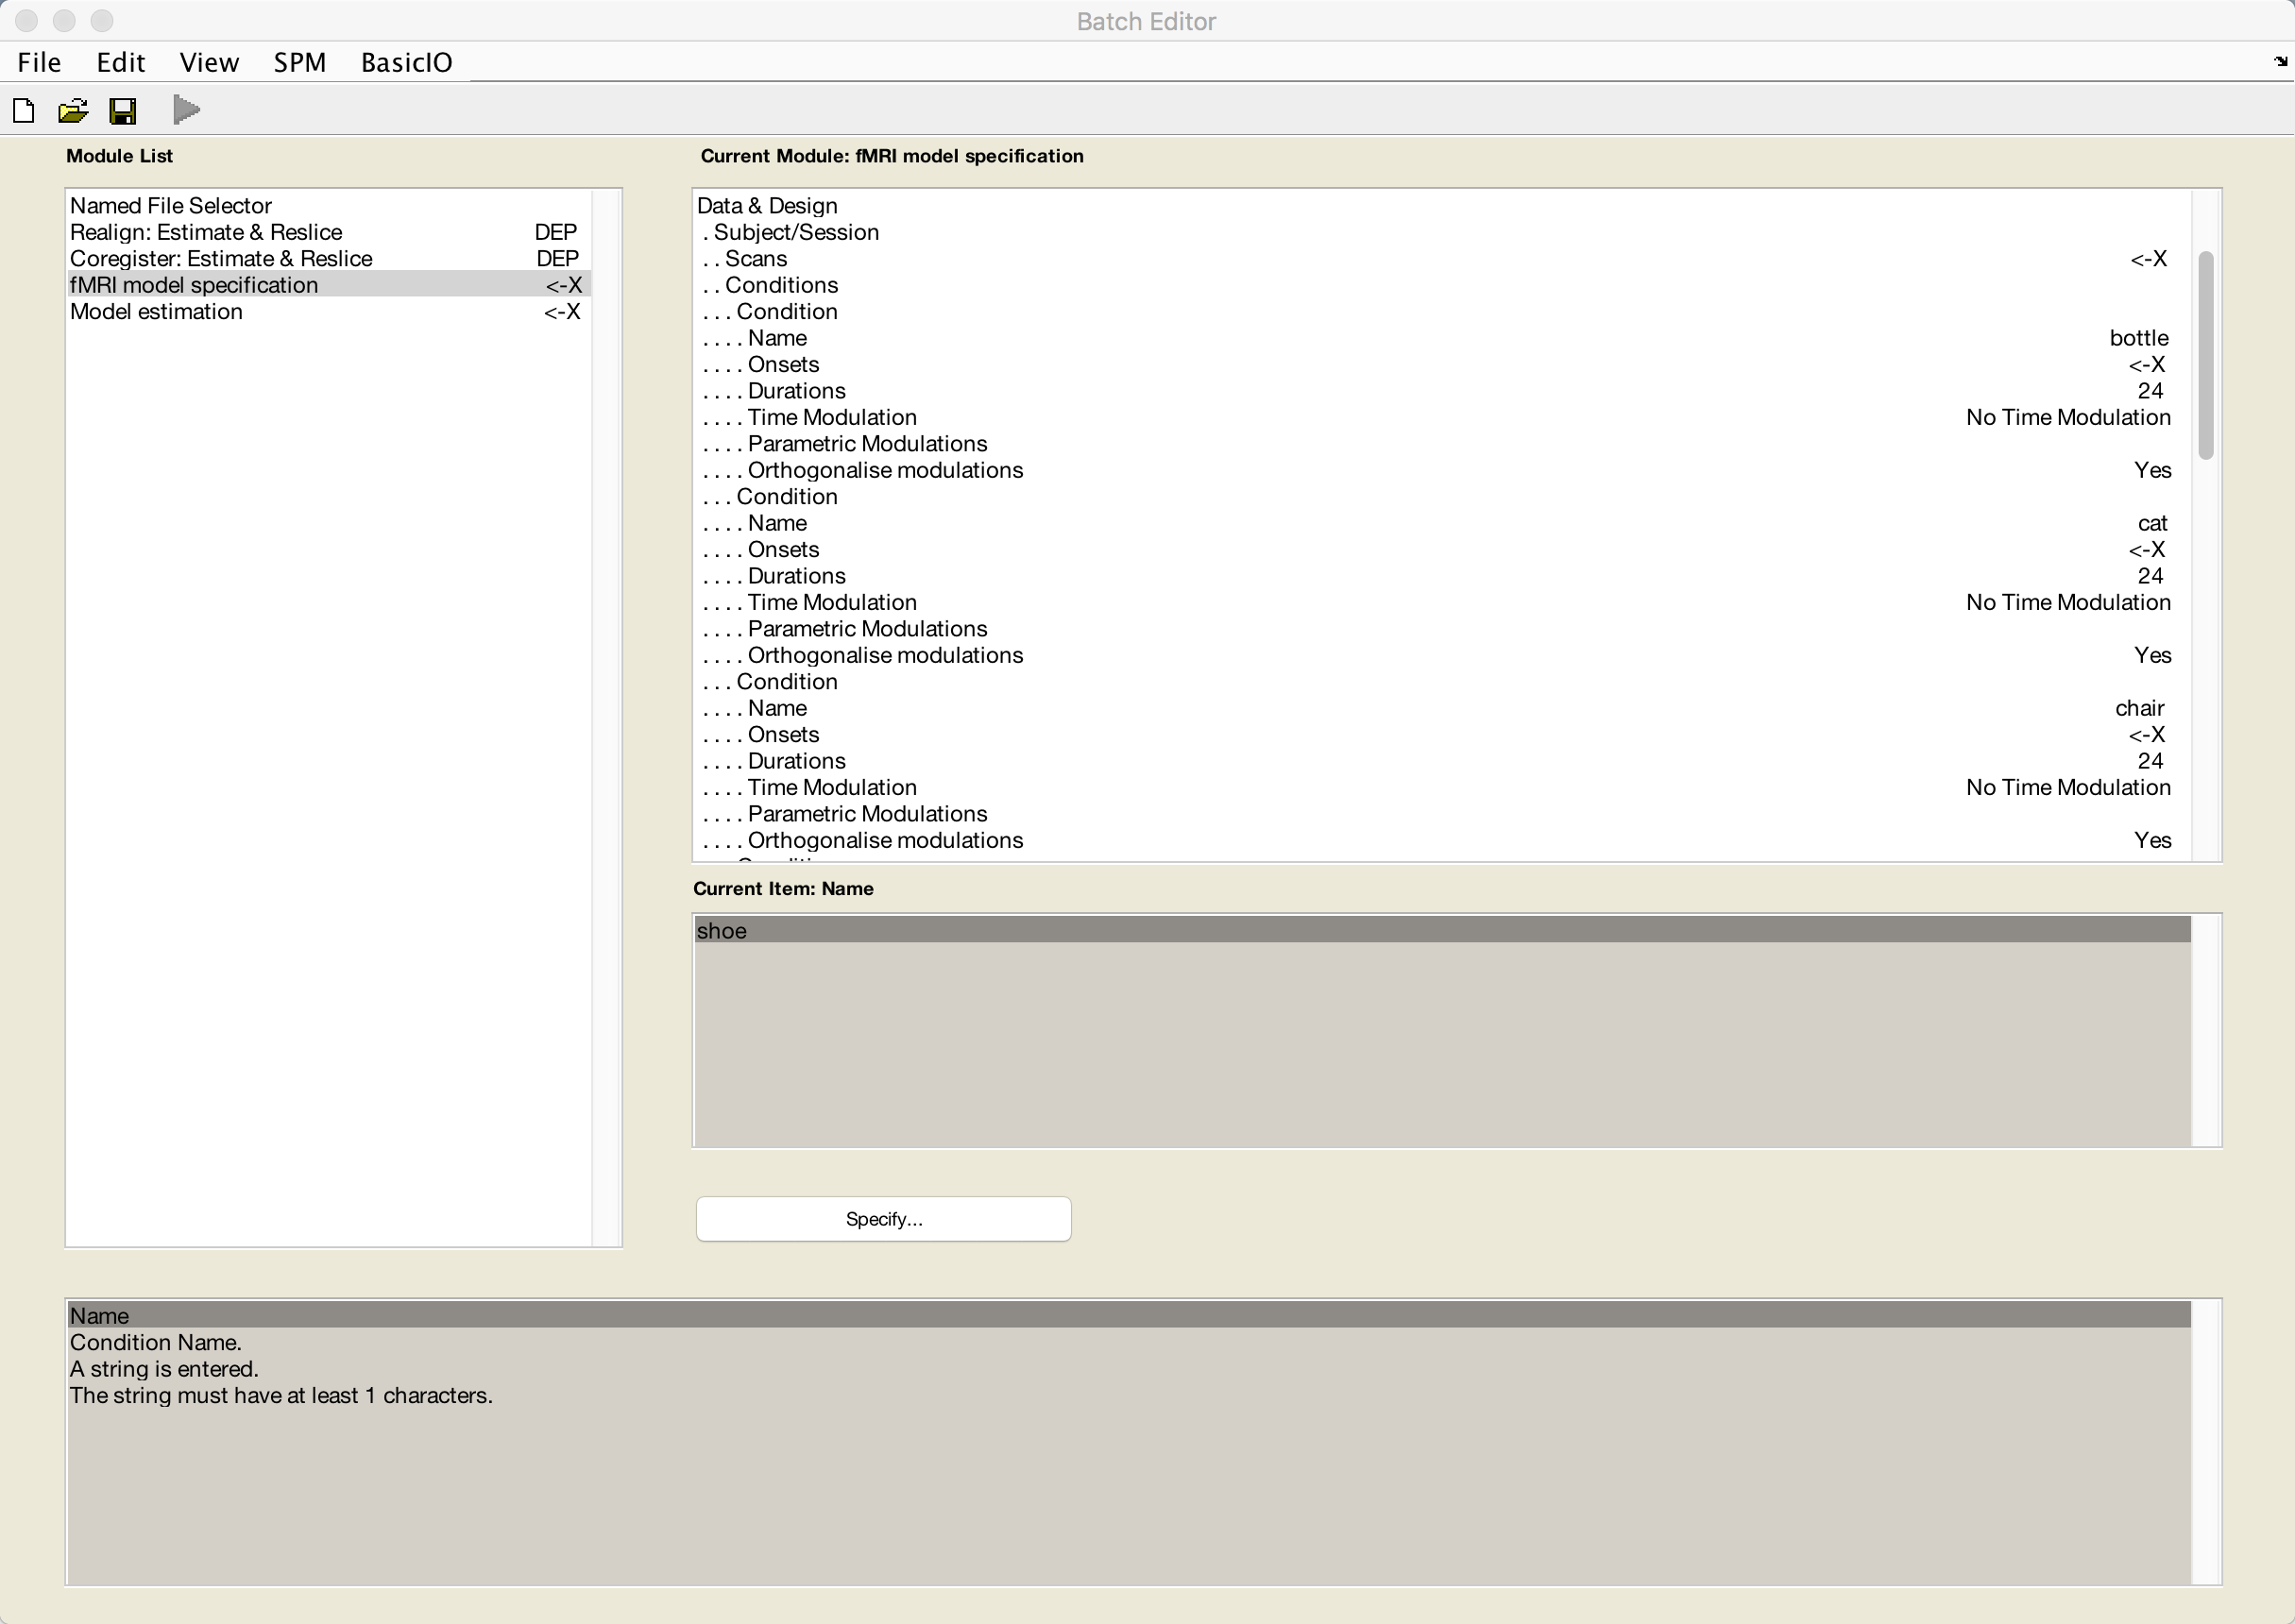 Batch Editor
File Edit View SPM BasicIO
Module List
Named File Selector
Realign: Estimate & Reslice DEP
Coregister: Estimate & Reslice DEP
fMRI model specification <-X
Model estimation <-X
Current Module: fMRI model specification
Data & Design
. Subject/Session
. . Scans <-X
. . Conditions
. . . Condition
. . . . Name bottle
. . . . Onsets <-X
. . . . Durations 24
. . . . Time Modulation No Time Modulation
. . . . Parametric Modulations
. . . . Orthogonalise modulations Yes
. . . Condition
. . . . Name cat
. . . . Onsets <-X
. . . . Durations 24
. . . . Time Modulation No Time Modulation
. . . . Parametric Modulations
. . . . Orthogonalise modulations Yes
. . . Condition
. . . . Name chair
. . . . Onsets <-X
. . . . Durations 24
. . . . Time Modulation No Time Modulation
. . . . Parametric Modulations
. . . . Orthogonalise modulations Yes
Current Item: Name
shoe
Specify...
Name
Condition Name.
A string is entered.
The string must have at least 1 characters.